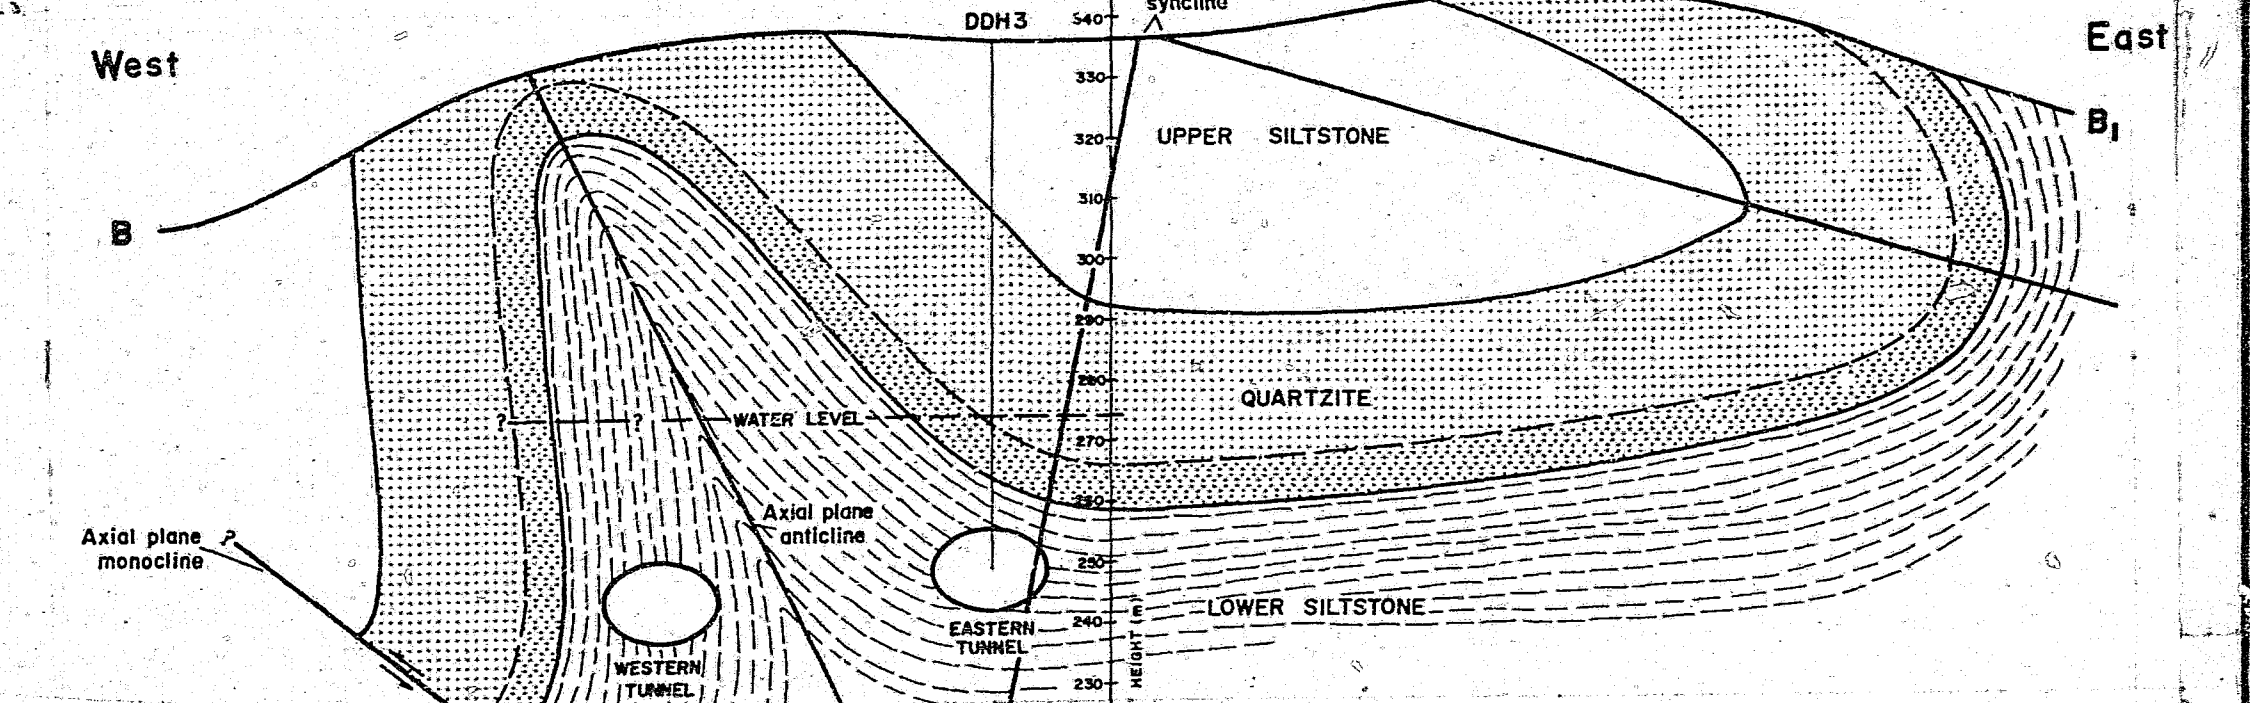 syncline
DDH3
540
West
East
330
B1
UPPER SILTSTONE
320
310
B
300
290
280
QUARTZITE
? ? WATER LEVEL
270
260
Axial plane
anticline
Axial plane ?
monocline
250
LOWER SILTSTONE
240
EASTERN
TUNNEL
HEIGHT (m)
WESTERN
TUNNEL
230